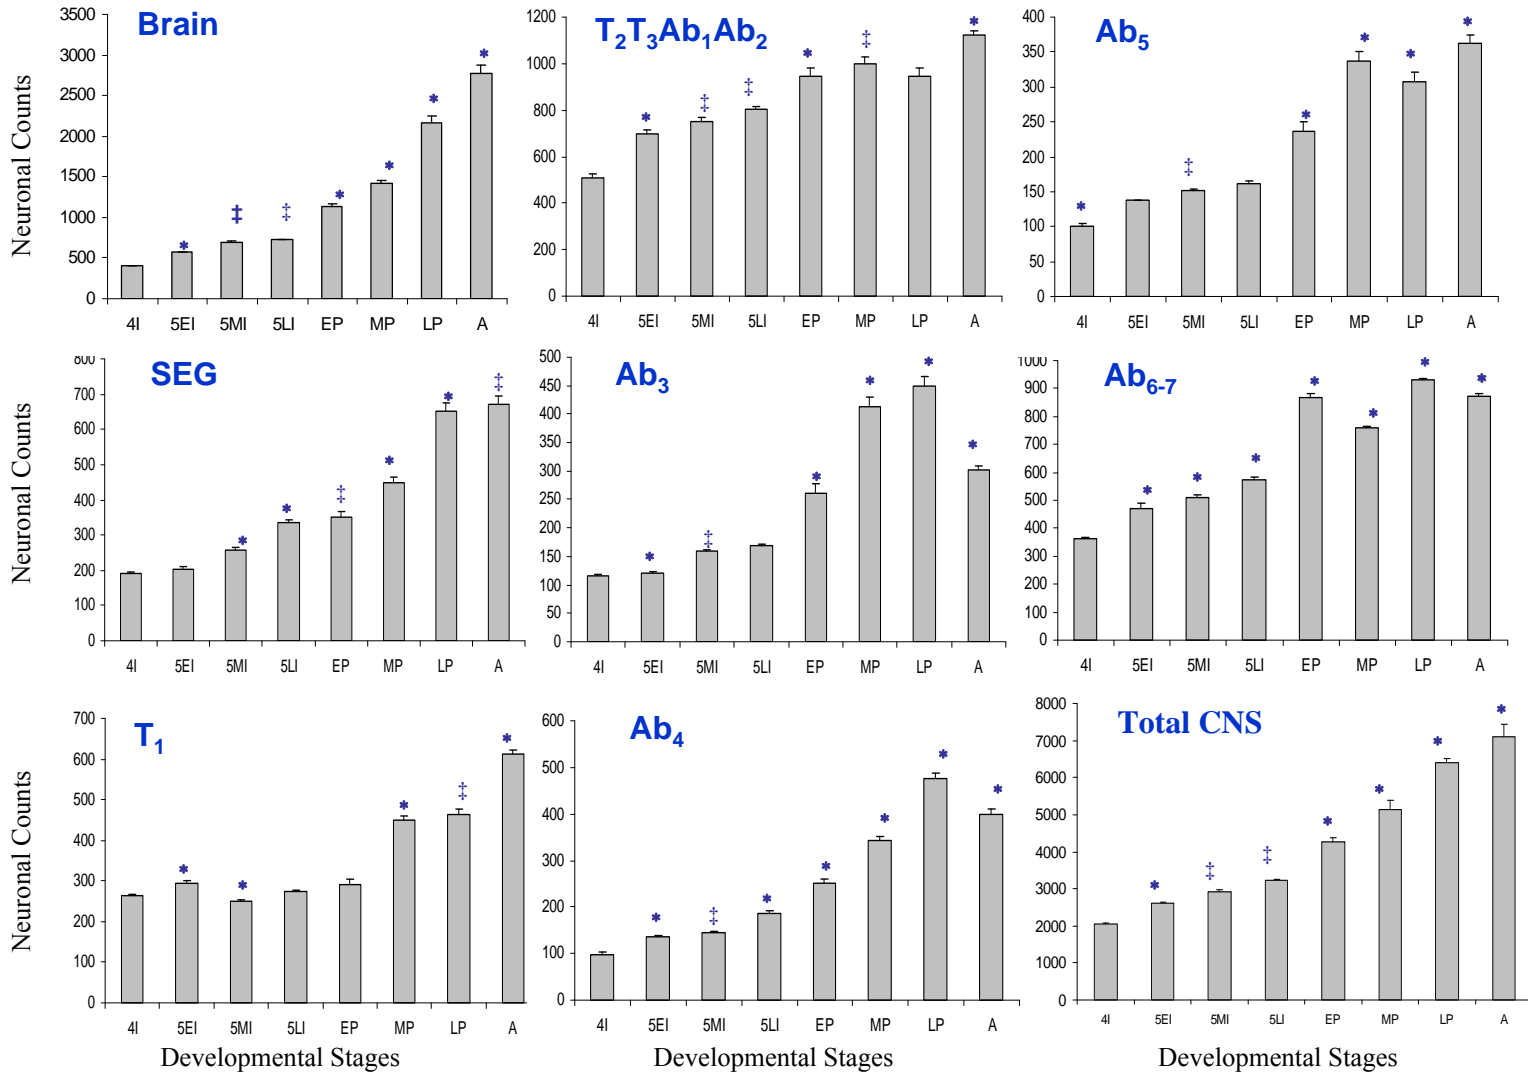 Brain
Neuronal Counts
3500
3000
2500
2000
1500
1000
500
0
* ‡ ‡ * * * *
4I 5EI 5MI 5LI EP MP LP A
T2T3Ab1Ab2
1200
1000
800
600
400
200
0
* ‡ ‡ * ‡ *
4I 5EI 5MI 5LI EP MP LP A
Ab5
400
350
300
250
200
150
100
50
0
* ‡ * * * *
4I 5EI 5MI 5LI EP MP LP A
SEG
Neuronal Counts
800
700
600
500
400
300
200
100
0
* * ‡ * * ‡
4I 5EI 5MI 5LI EP MP LP A
Ab3
500
450
400
350
300
250
200
150
100
50
0
* ‡ * * * *
4I 5EI 5MI 5LI EP MP LP A
Ab6-7
1000
900
800
700
600
500
400
300
200
100
0
* * * * * * *
4I 5EI 5MI 5LI EP MP LP A
T1
Neuronal Counts
700
600
500
400
300
200
100
0
* * * ‡ *
4I 5EI 5MI 5LI EP MP LP A
Developmental Stages
Ab4
600
500
400
300
200
100
0
* ‡ * * * * *
4I 5EI 5MI 5LI EP MP LP A
Developmental Stages
Total CNS
8000
7000
6000
5000
4000
3000
2000
1000
0
* ‡ ‡ * * * *
4I 5EI 5MI 5LI EP MP LP A
Developmental Stages